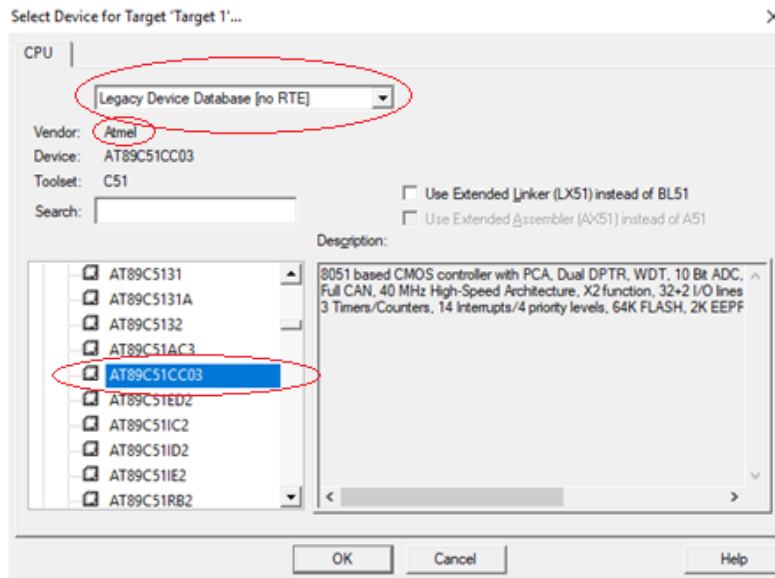 Select Device for Target 'Target 1'...
CPU
Legacy Device Database [no RTE]
Vendor: Atmel
Device: AT89C51CC03
Toolset: C51
Search:
Use Extended Linker (LX51) instead of BL51
Use Extended Assembler (AX51) instead of A51
Description:
AT89C5131
AT89C5131A
AT89C5132
AT89C51AC3
AT89C51CC03
AT89C51ED2
AT89C51IC2
AT89C51ID2
AT89C51IE2
AT89C51RB2
8051 based CMOS controller with PCA, Dual DPTR, WDT, 10 Bit ADC,
Full CAN, 40 MHz High-Speed Architecture, X2 function, 32+2 I/O lines
3 Timers/Counters, 14 Interrupts/4 priority levels, 64K FLASH, 2K EEPF
OK
Cancel
Help